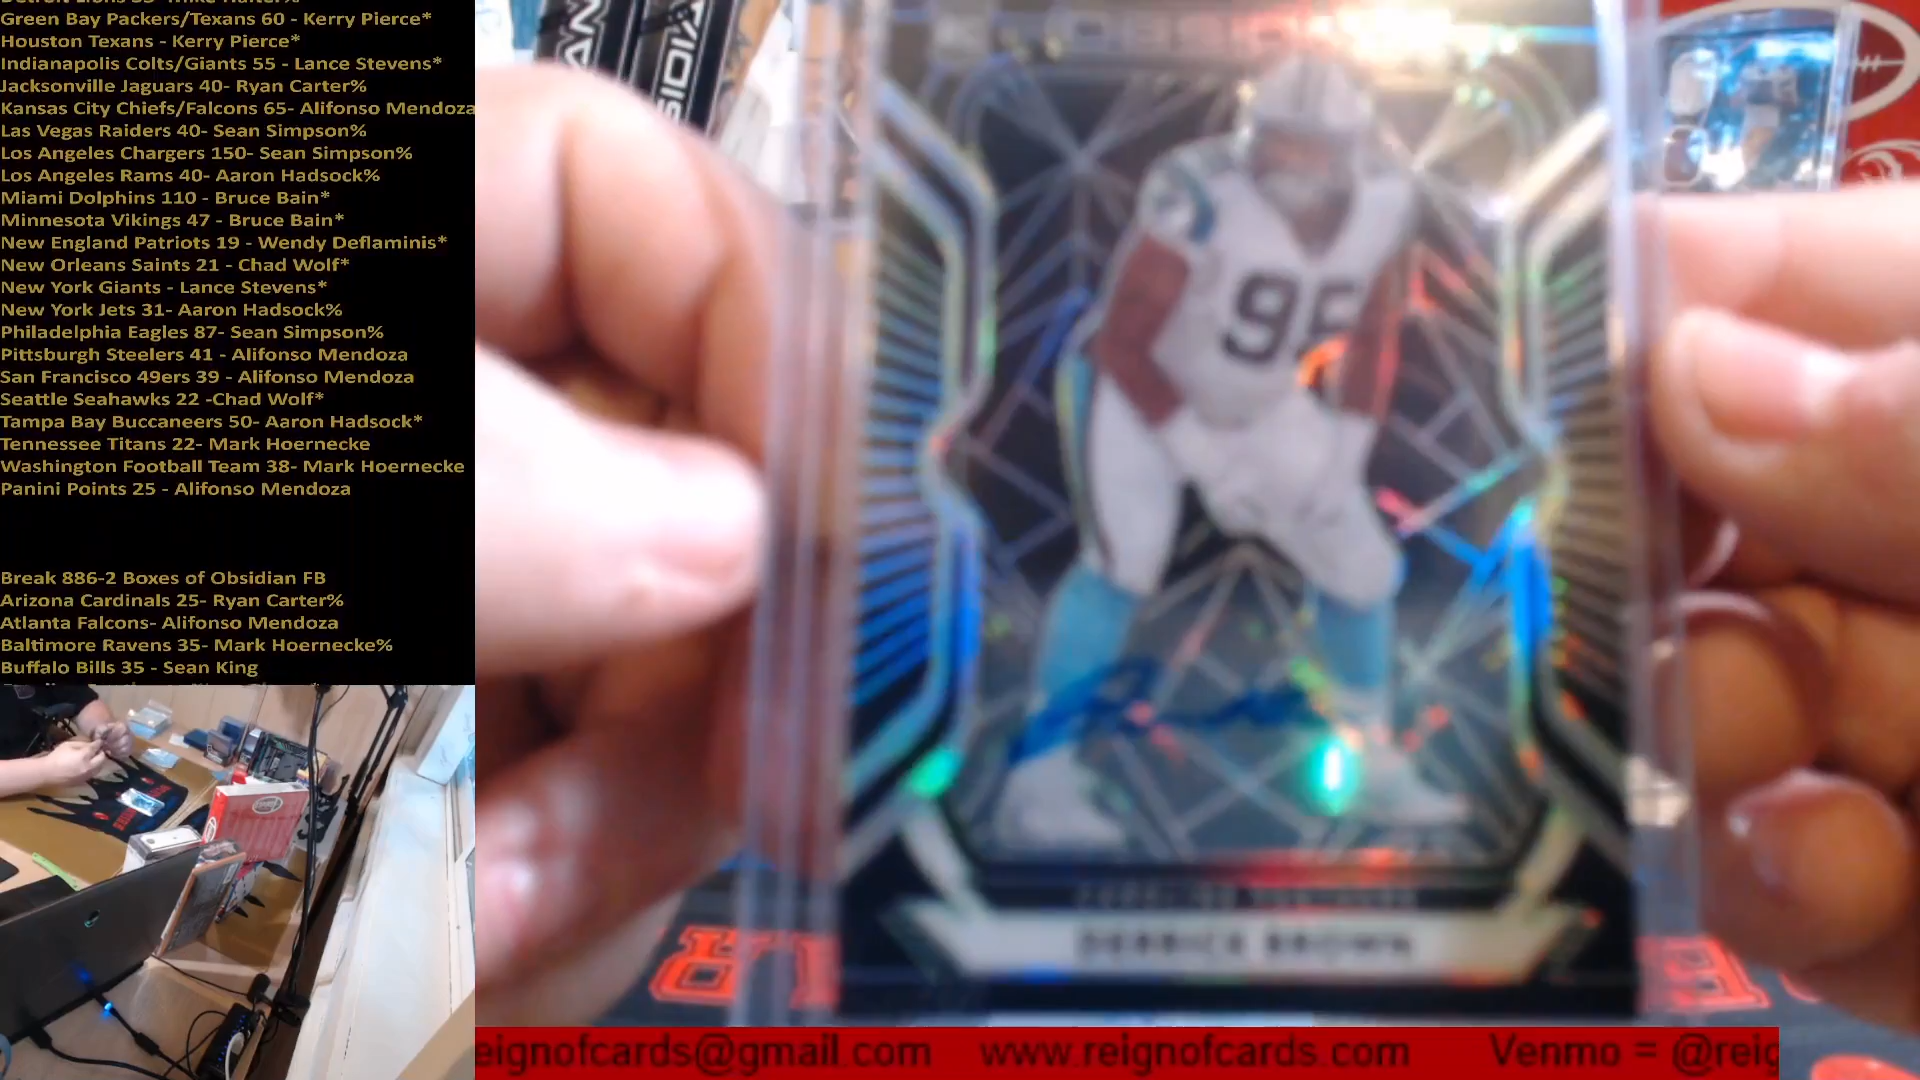 Green Bay Packers/Texans 60 - Kerry Pierce*
Houston Texans - Kerry Pierce*
Indianapolis Colts/Giants 55 - Lance Stevens*
Jacksonville Jaguars 40- Ryan Carter%
Kansas City Chiefs/Falcons 65- Alifonso Mendoza
Las Vegas Raiders 40- Sean Simpson%
Los Angeles Chargers 150- Sean Simpson%
Los Angeles Rams 40- Aaron Hadsock%
Miami Dolphins 110 - Bruce Bain*
Minnesota Vikings 47 - Bruce Bain*
New England Patriots 19 - Wendy Deflaminis*
New Orleans Saints 21 - Chad Wolf*
New York Giants - Lance Stevens*
New York Jets 31- Aaron Hadsock%
Philadelphia Eagles 87- Sean Simpson%
Pittsburgh Steelers 41 - Alifonso Mendoza
San Francisco 49ers 39 - Alifonso Mendoza
Seattle Seahawks 22 -Chad Wolf*
Tampa Bay Buccaneers 50- Aaron Hadsock*
Tennessee Titans 22- Mark Hoernecke
Washington Football Team 38- Mark Hoernecke
Panini Points 25 - Alifonso Mendoza
Break 886-2 Boxes of Obsidian FB
Arizona Cardinals 25- Ryan Carter%
Atlanta Falcons- Alifonso Mendoza
Baltimore Ravens 35- Mark Hoernecke%
Buffalo Bills 35 - Sean King
95
CAROLINA PANTHERS
DERRICK BROWN
eignofcards@gmail.com www.reignofcards.com Venmo = @reig